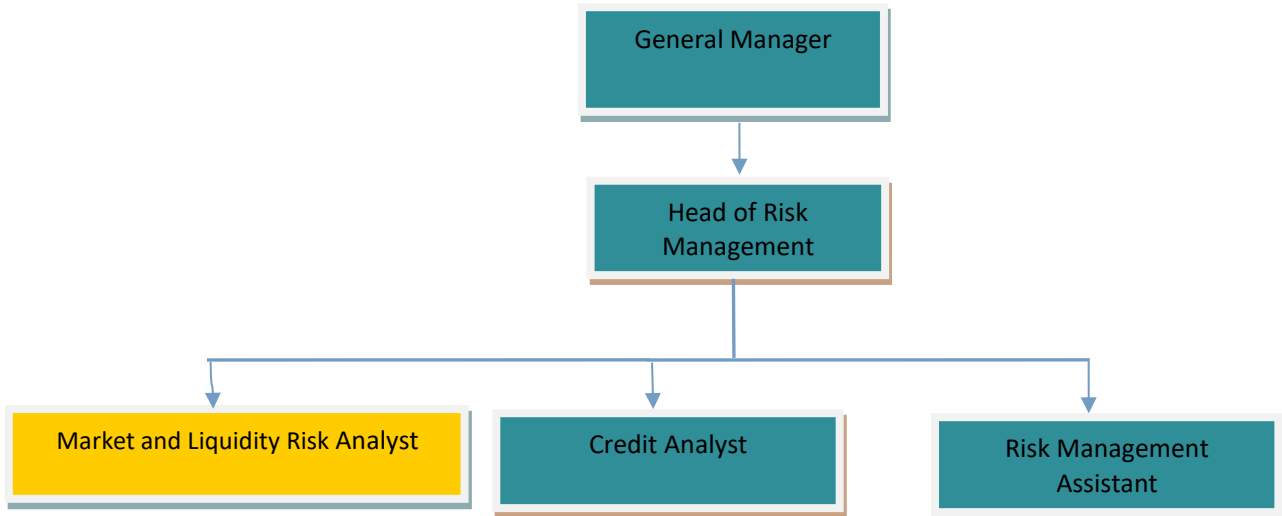 General Manager
Head of Risk
Management
Market and Liquidity Risk Analyst
Credit Analyst
Risk Management
Assistant